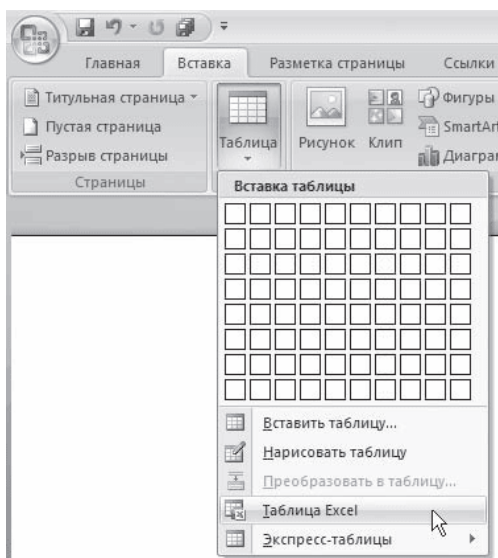 Главная Вставка Разметка страницы Ссылки
Титульная страница
Пустая страница
Разрыв страницы
Страницы
Таблица
Рисунок
Клип
Фигуры
SmartArt
Вставка таблицы
Вставить таблицу...
Нарисовать таблицу
Преобразовать в таблицу...
Таблица Excel
Экспресс-таблицы